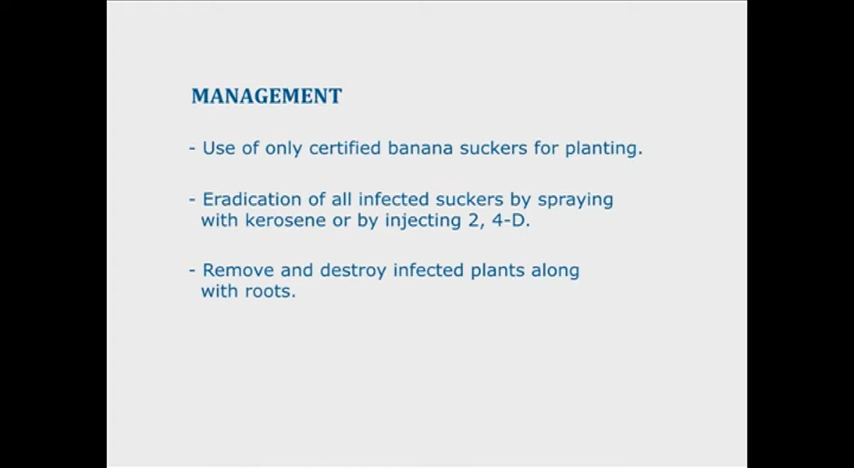 MANAGEMENT
- Use of only certified banana suckers for planting.
- Eradication of all infected suckers by spraying
with kerosene or by injecting 2, 4-D.
- Remove and destroy infected plants along
with roots.